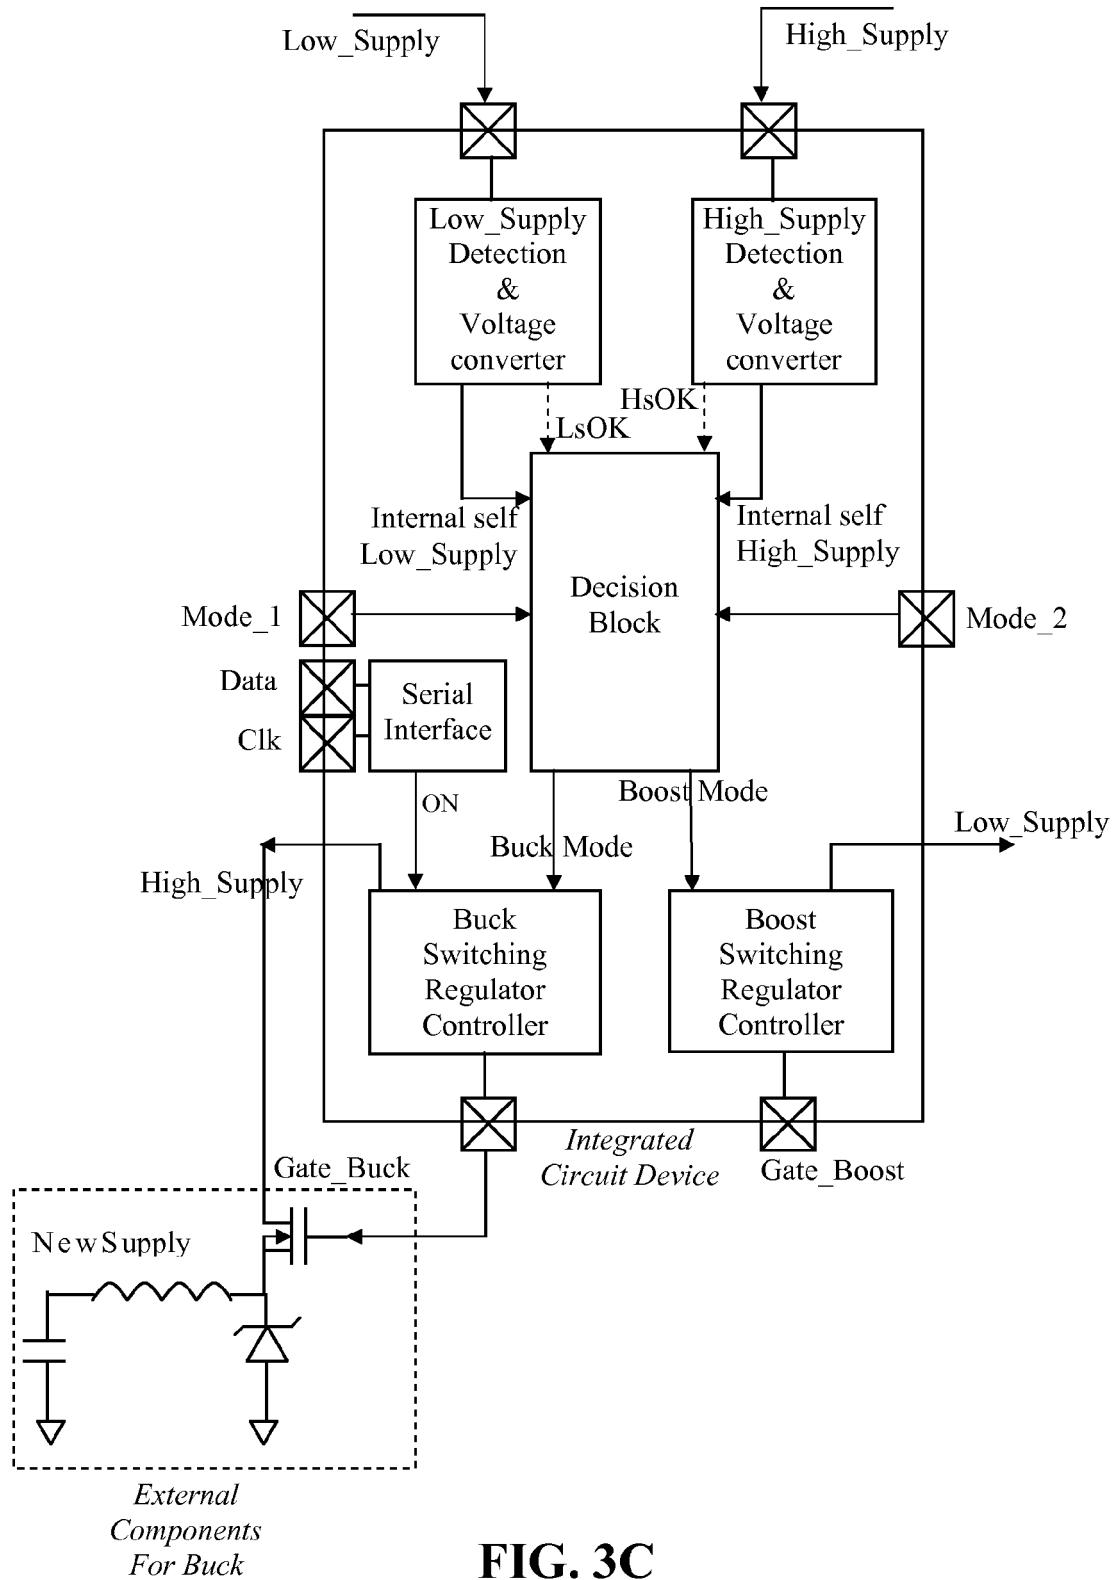 Low_Supply
High_Supply
Low_Supply
Detection
&
Voltage
converter
High_Supply
Detection
&
Voltage
converter
HsOK
LsOK
Internal self
Low_Supply
Internal self
High_Supply
Decision
Block
Mode_1
Mode_2
Data
Clk
Serial
Interface
ON
Boost Mode
Buck Mode
Low_Supply
High_Supply
Buck
Switching
Regulator
Controller
Boost
Switching
Regulator
Controller
Integrated
Circuit Device
Gate_Buck
Gate_Boost
New Supply
External
Components
For Buck
FIG. 3C